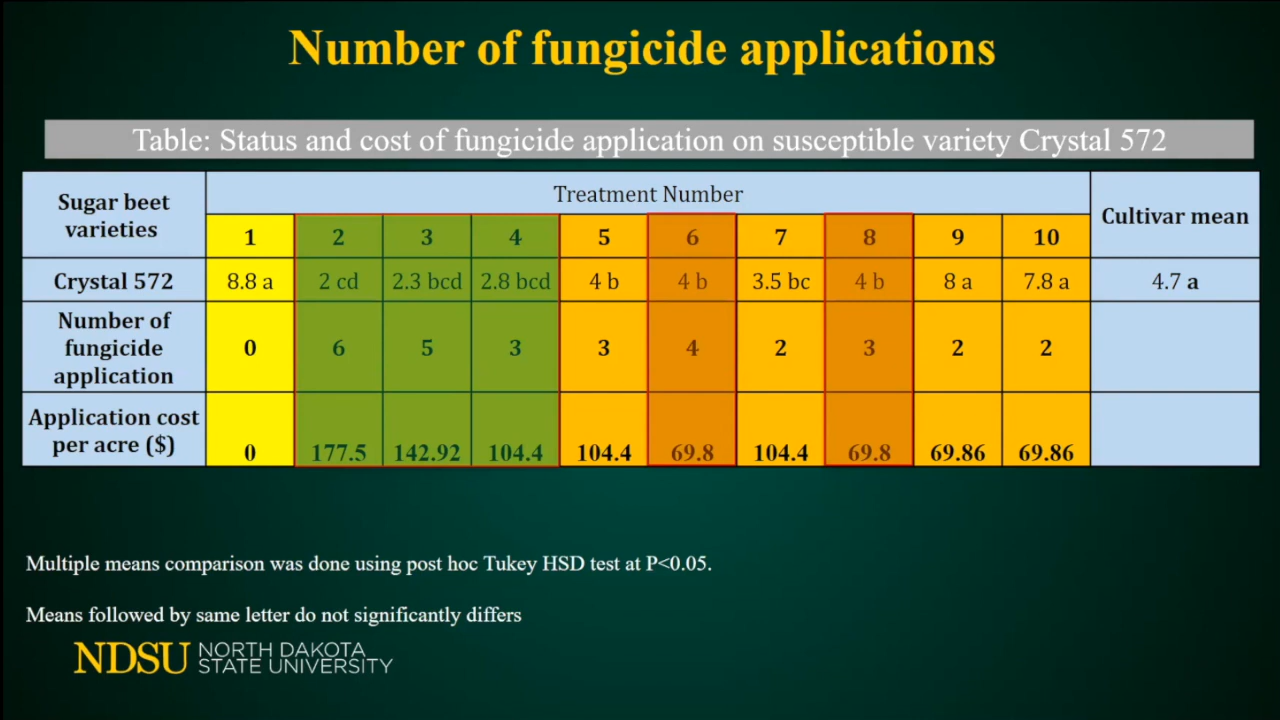 Number of fungicide applications
Table: Status and cost of fungicide application on susceptible variety Crystal 572
Sugar beet varieties Treatment Number Cultivar mean
1 2 3 4 5 6 7 8 9 10
Crystal 572 8.8 a 2 cd 2.3 bcd 2.8 bcd 4 b 4 b 3.5 bc 4 b 8 a 7.8 a 4.7 a
Number of fungicide application 0 6 5 3 3 4 2 3 2 2
Application cost per acre ($) 0 177.5 142.92 104.4 104.4 69.8 104.4 69.8 69.86 69.86
Multiple means comparison was done using post hoc Tukey HSD test at P<0.05.
Means followed by same letter do not significantly differs
NDSU NORTH DAKOTA
STATE UNIVERSITY